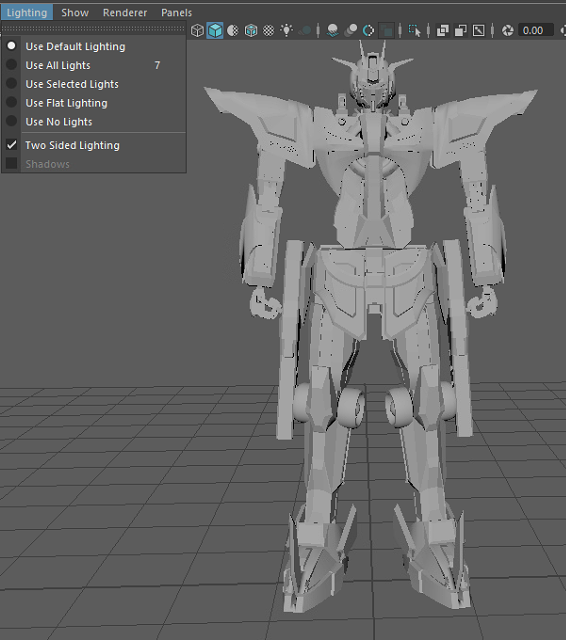 Lighting Show Renderer Panels
0.00
Use Default Lighting
Use All Lights 7
Use Selected Lights
Use Flat Lighting
Use No Lights
Two Sided Lighting
Shadows